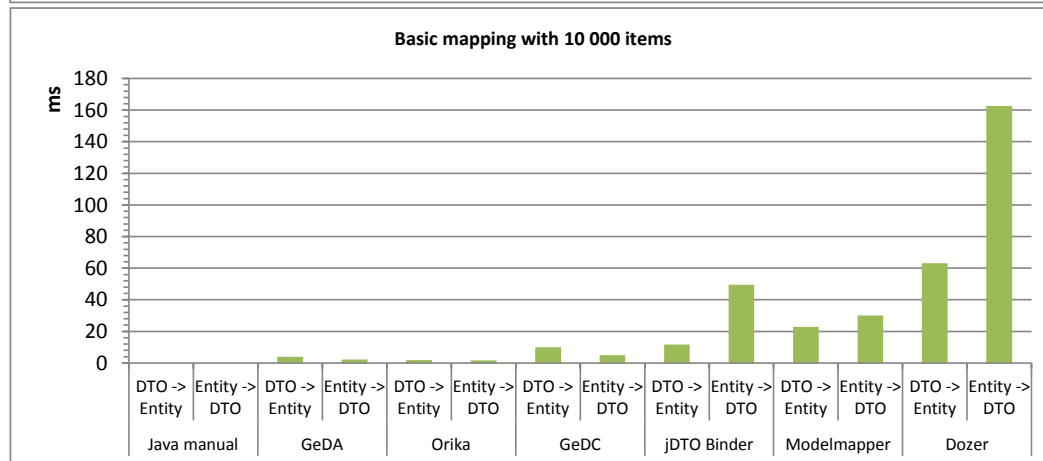 Basic mapping with 10 000 items
ms
180
160
140
120
100
80
60
40
20
0
DTO -> Entity -> DTO -> Entity -> DTO -> Entity -> DTO -> Entity -> DTO -> Entity -> DTO -> Entity -> DTO -> Entity ->
Entity DTO Entity DTO Entity DTO Entity DTO Entity DTO Entity DTO Entity DTO
Java manual GeDA Orika GeDC jDTO Binder Modelmapper Dozer